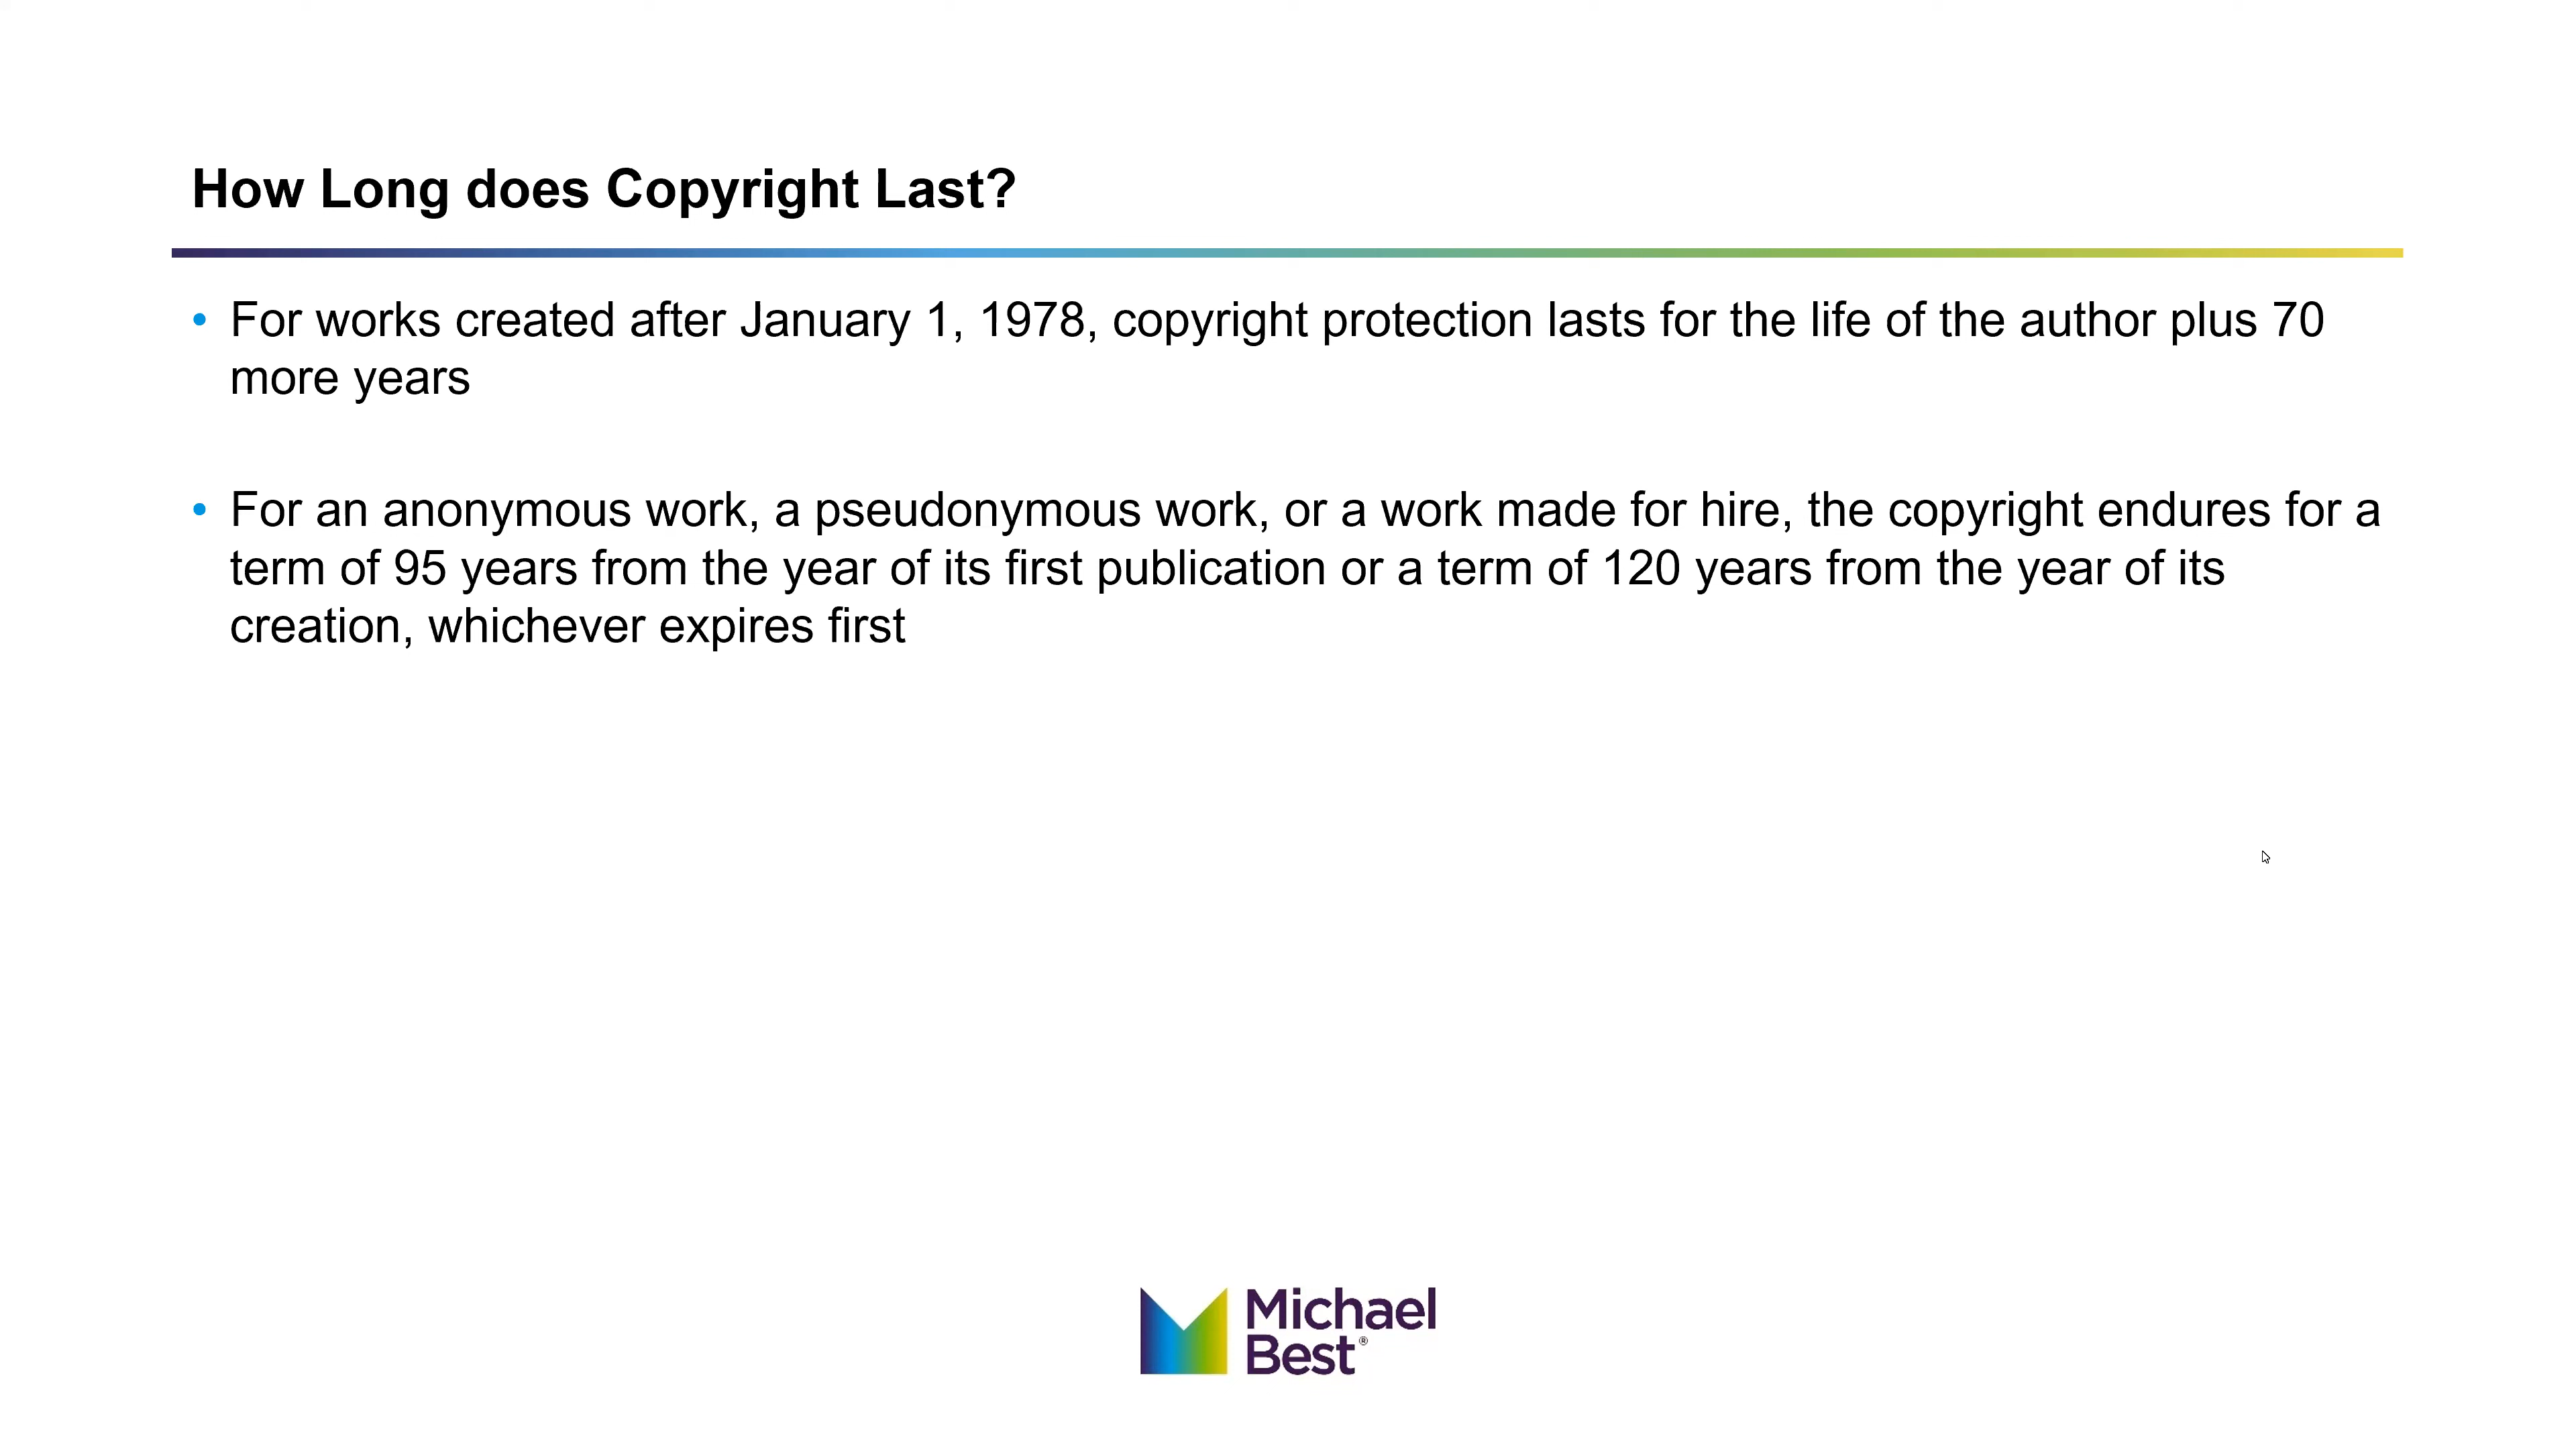 How Long does Copyright Last?
• For works created after January 1, 1978, copyright protection lasts for the life of the author plus 70
more years
• For an anonymous work, a pseudonymous work, or a work made for hire, the copyright endures for a
term of 95 years from the year of its first publication or a term of 120 years from the year of its
creation, whichever expires first
Michael
Best®